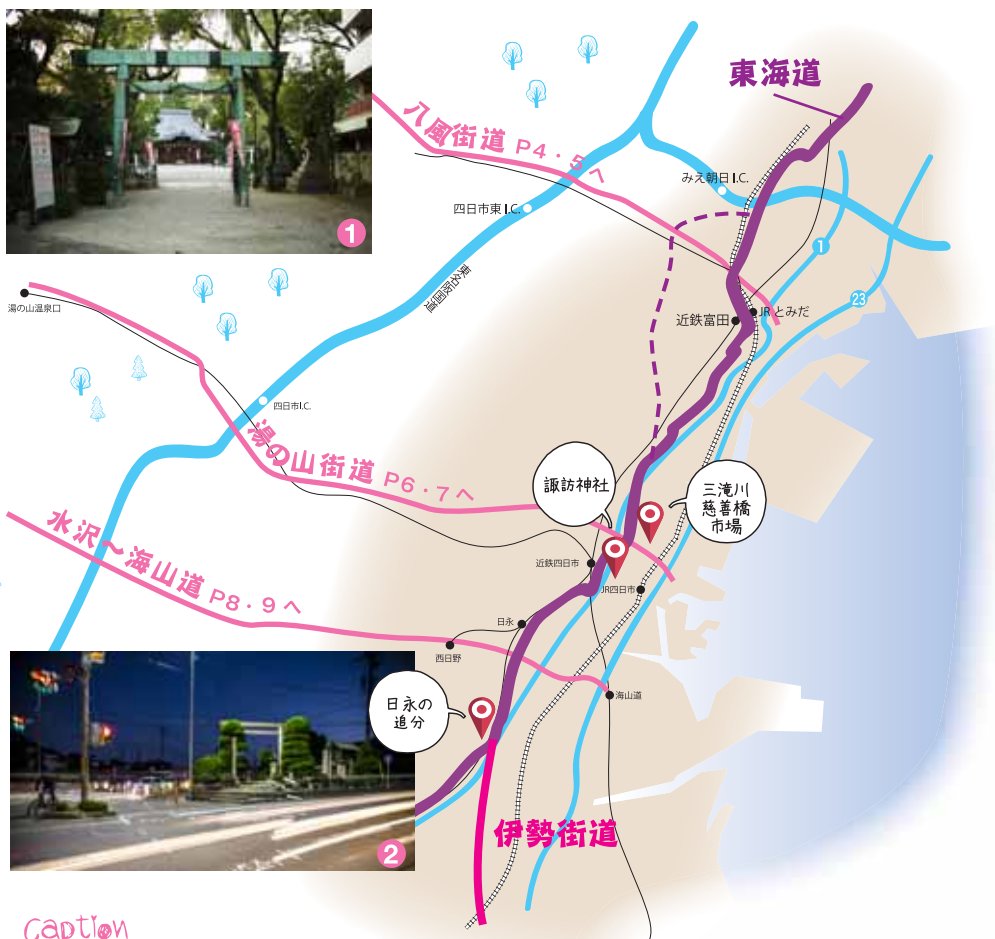 東海道
八風街道 P4・5へ
みえ朝日I.C.
四日市東I.C.
1
東名阪国道
1
23
湯の山温泉口
近鉄富田
JRとみだ
四日市I.C.
湯の山街道 P6・7へ
諏訪神社
三滝川
慈善橋
市場
水沢〜海山道 P8・9へ
近鉄四日市
JR四日市
日永
西日野
海山道
日永の
追分
伊勢街道
2
caption